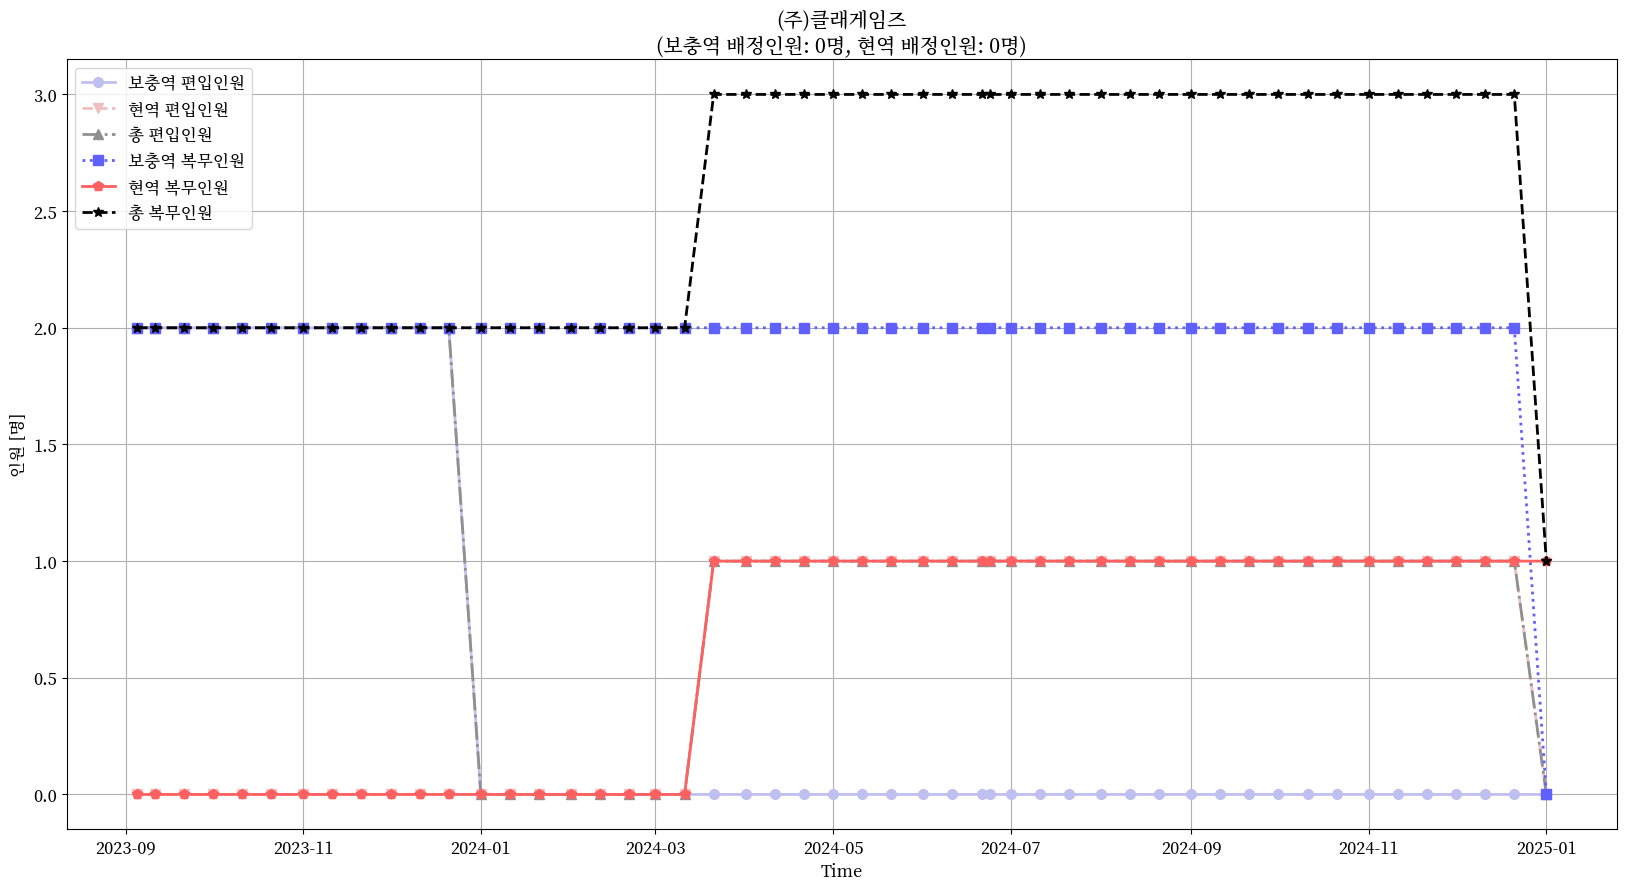 (주)클래게임즈
(보충역 배정인원: 0명, 현역 배정인원: 0명)
보충역 편입인원
현역 편입인원
총 편입인원
보충역 복무인원
현역 복무인원
총 복무인원
인원 [명]
3.0
2.5
2.0
1.5
1.0
0.5
0.0
2023-09 2023-11 2024-01 2024-03 2024-05 2024-07 2024-09 2024-11 2025-01
Time